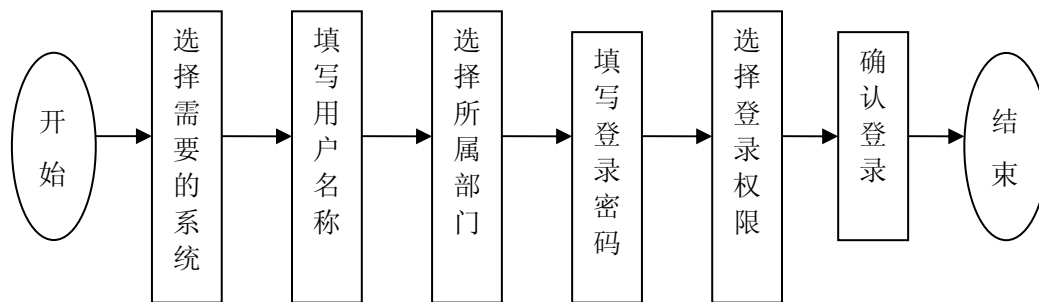 开始
选择需要的系统
填写用户名称
选择所属部门
填写登录密码
选择登录权限
确认登录
结束